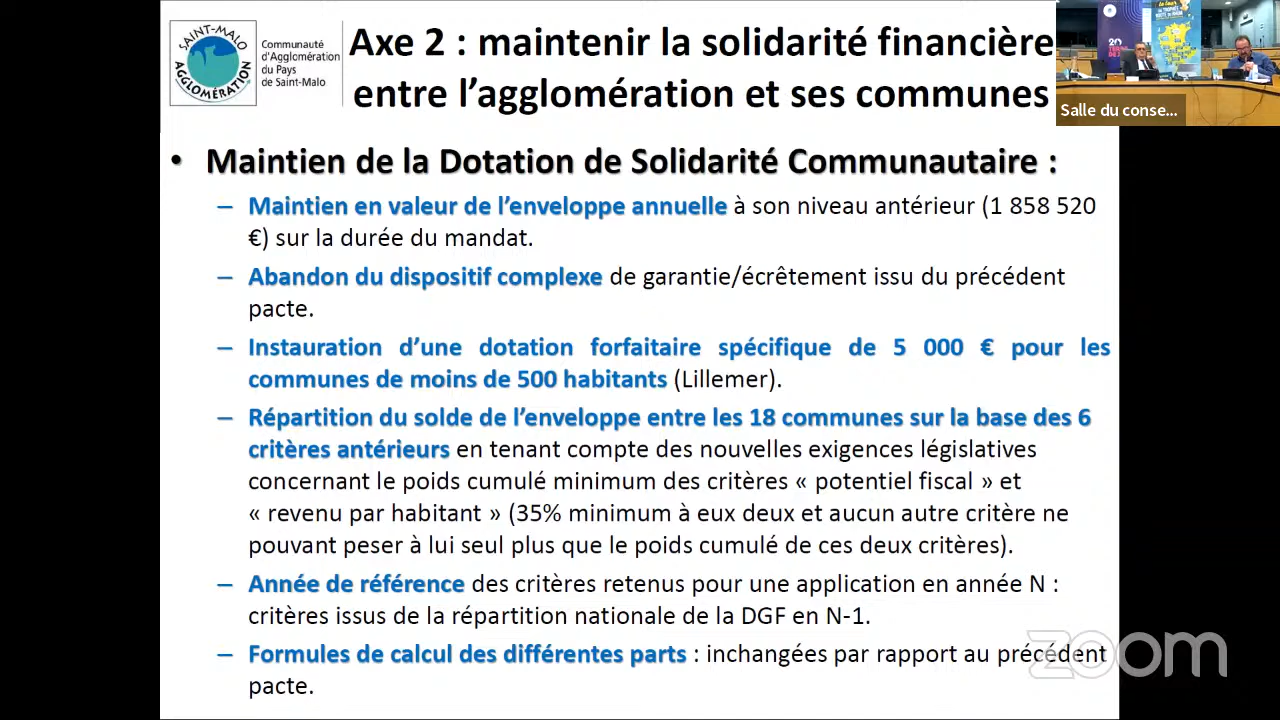 SAINT-MALO
AGGLOMÉRATION
Communauté
d'Agglomération
du Pays
de Saint-Malo
Axe 2 : maintenir la solidarité financière
entre l'agglomération et ses communes
Salle du conse...
• Maintien de la Dotation de Solidarité Communautaire :
– Maintien en valeur de l'enveloppe annuelle à son niveau antérieur (1 858 520
€) sur la durée du mandat.
– Abandon du dispositif complexe de garantie/écrêtement issu du précédent
pacte.
– Instauration d'une dotation forfaitaire spécifique de 5 000 € pour les
communes de moins de 500 habitants (Lillemer).
– Répartition du solde de l'enveloppe entre les 18 communes sur la base des 6
critères antérieurs en tenant compte des nouvelles exigences législatives
concernant le poids cumulé minimum des critères « potentiel fiscal » et
« revenu par habitant » (35% minimum à eux deux et aucun autre critère ne
pouvant peser à lui seul plus que le poids cumulé de ces deux critères).
– Année de référence des critères retenus pour une application en année N :
critères issus de la répartition nationale de la DGF en N-1.
– Formules de calcul des différentes parts : inchangées par rapport au précédent
pacte.
zoom